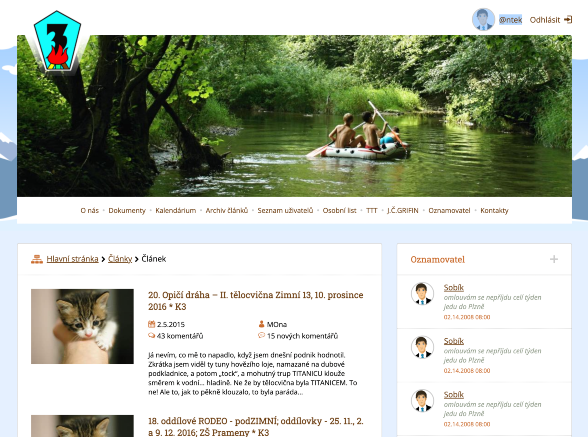 @ntek Odhlásit
3
O nás • Dokumenty • Kalendárium • Archiv článků • Seznam uživatelů • Osobní list • TTT • J.Č.GRIFIN • Oznamovatel • Kontakty
Hlavní stránka > Články > Článek
20. Opičí dráha – II. tělocvična Zimní 13, 10. prosince
2016 * K3
2.5.2015 MOna
43 komentářů 15 nových komentářů
Já nevím, co mě to napadlo, když jsem dnešní podnik hodnotil.
Zkrátka jsem viděl ty tuny hovězího loje, namazané na dubové
podkladnice, a potom „tock“, a mohutný trup TITANICU klouže
směrem k vodní... hladině. Ne že by tělocvična byla TITANICEM. To
ne! Ale to, jak to pěkně klouzalo, to byla paráda...
18. oddílové RODEO - podZIMNÍ; oddílovky - 25. 11., 2.
a 9. 12. 2016; ZŠ Prameny * K3
Oznamovatel +
Sobík
omlouvám se nepřijdu celí týden
jedu do Plzně
02.14.2008 08:00
Sobík
omlouvám se nepřijdu celí týden
jedu do Plzně
02.14.2008 08:00
Sobík
omlouvám se nepřijdu celí týden
jedu do Plzně
02.14.2008 08:00